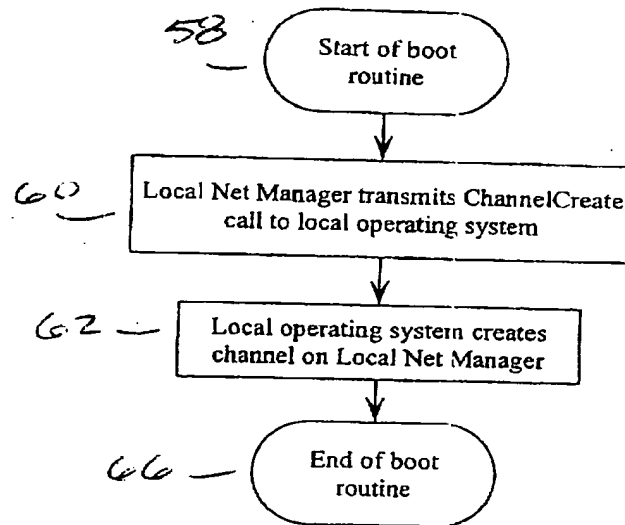 58
Start of boot
routine
60
Local Net Manager transmits ChannelCreate
call to local operating system
62
Local operating system creates
channel on Local Net Manager
66
End of boot
routine